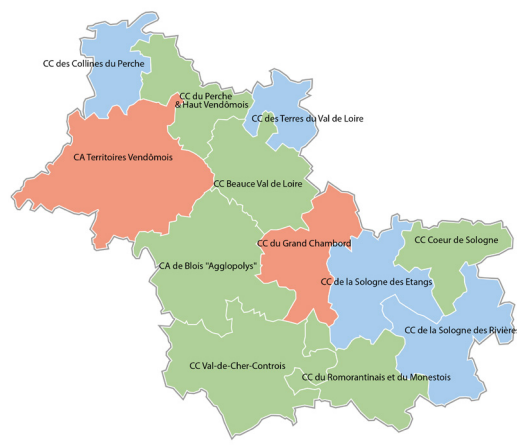 CC des Collines du Perche
CC du Perche
& Haut Vendômois
CC des Terres du Val de Loire
CA Territoires Vendômois
CC Beauce Val de Loire
CC du Grand Chambord
CC Coeur de Sologne
CA de Blois "Agglopolys"
CC de la Sologne des Etangs
CC de la Sologne des Rivière
CC Val-de-Cher-Controis
CC du Romorantinais et du Monestois